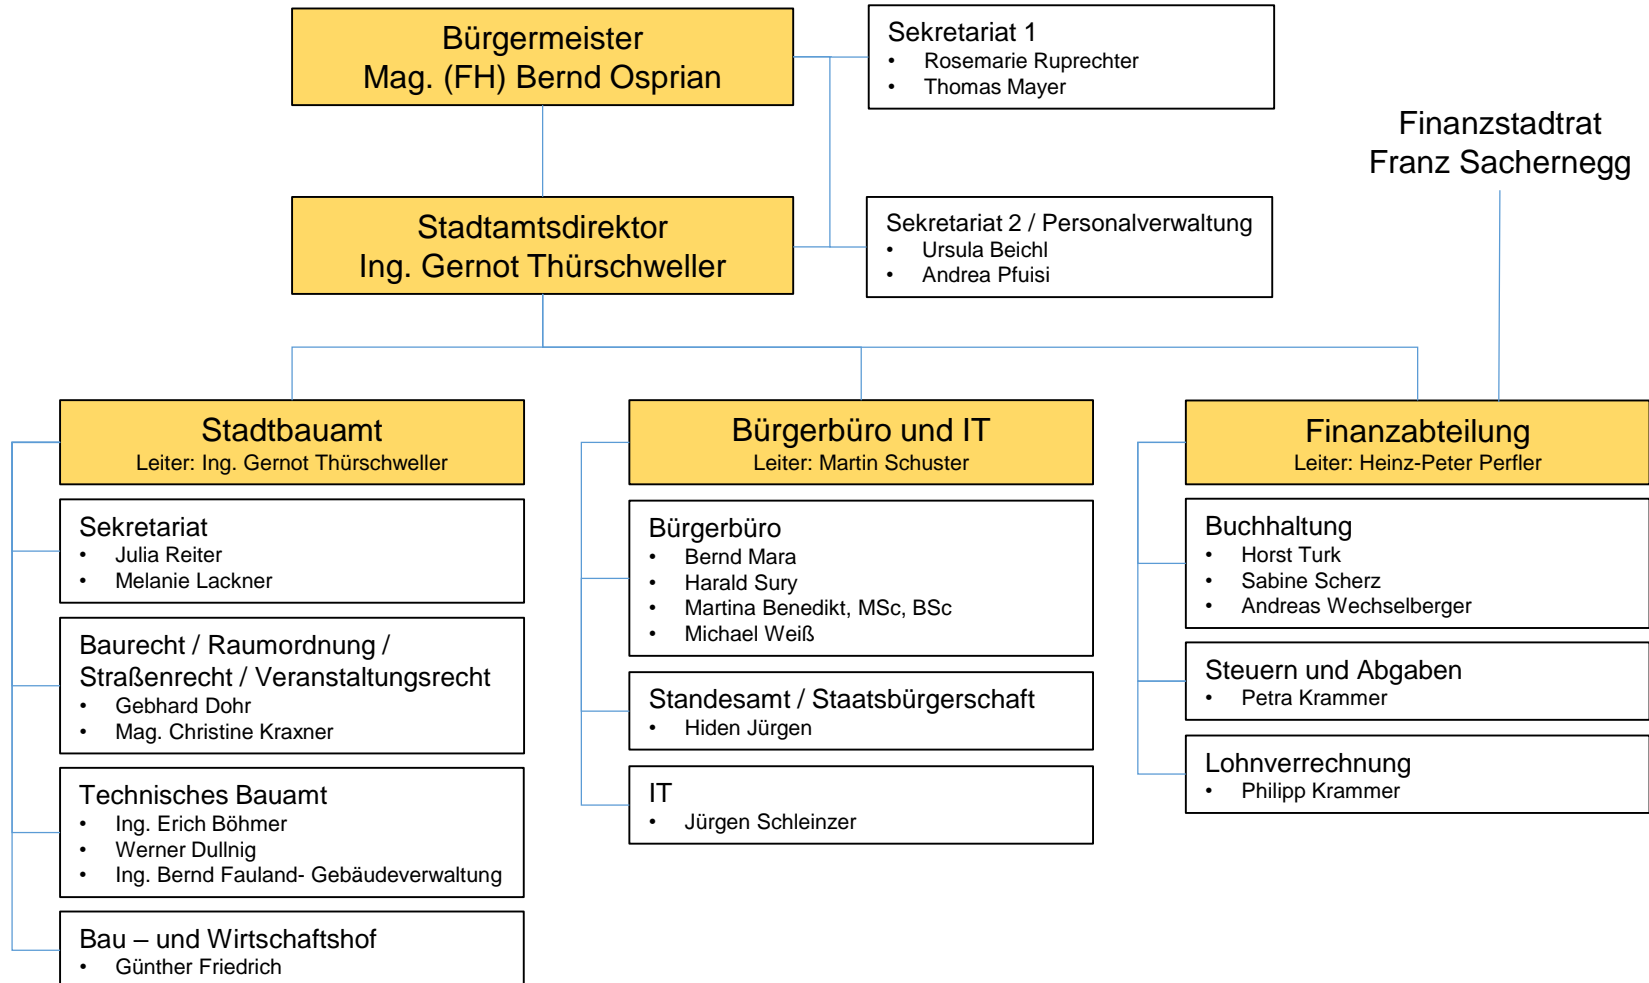 Bürgermeister
Mag. (FH) Bernd Osprian
Sekretariat 1
• Rosemarie Ruprechter
• Thomas Mayer
Finanzstadtrat
Franz Sachernegg
Stadtamtsdirektor
Ing. Gernot Thürschweller
Sekretariat 2 / Personalverwaltung
• Ursula Beichl
• Andrea Pfuisi
Stadtbauamt
Leiter: Ing. Gernot Thürschweller
Sekretariat
• Julia Reiter
• Melanie Lackner
Baurecht / Raumordnung /
Straßenrecht / Veranstaltungsrecht
• Gebhard Dohr
• Mag. Christine Kraxner
Technisches Bauamt
• Ing. Erich Böhmer
• Werner Dullnig
• Ing. Bernd Fauland- Gebäudeverwaltung
Bau – und Wirtschaftshof
• Günther Friedrich
Bürgerbüro und IT
Leiter: Martin Schuster
Bürgerbüro
• Bernd Mara
• Harald Sury
• Martina Benedikt, MSc, BSc
• Michael Weiß
Standesamt / Staatsbürgerschaft
• Hiden Jürgen
IT
• Jürgen Schleinzer
Finanzabteilung
Leiter: Heinz-Peter Perfler
Buchhaltung
• Horst Turk
• Sabine Scherz
• Andreas Wechselberger
Steuern und Abgaben
• Petra Krammer
Lohnverrechnung
• Philipp Krammer